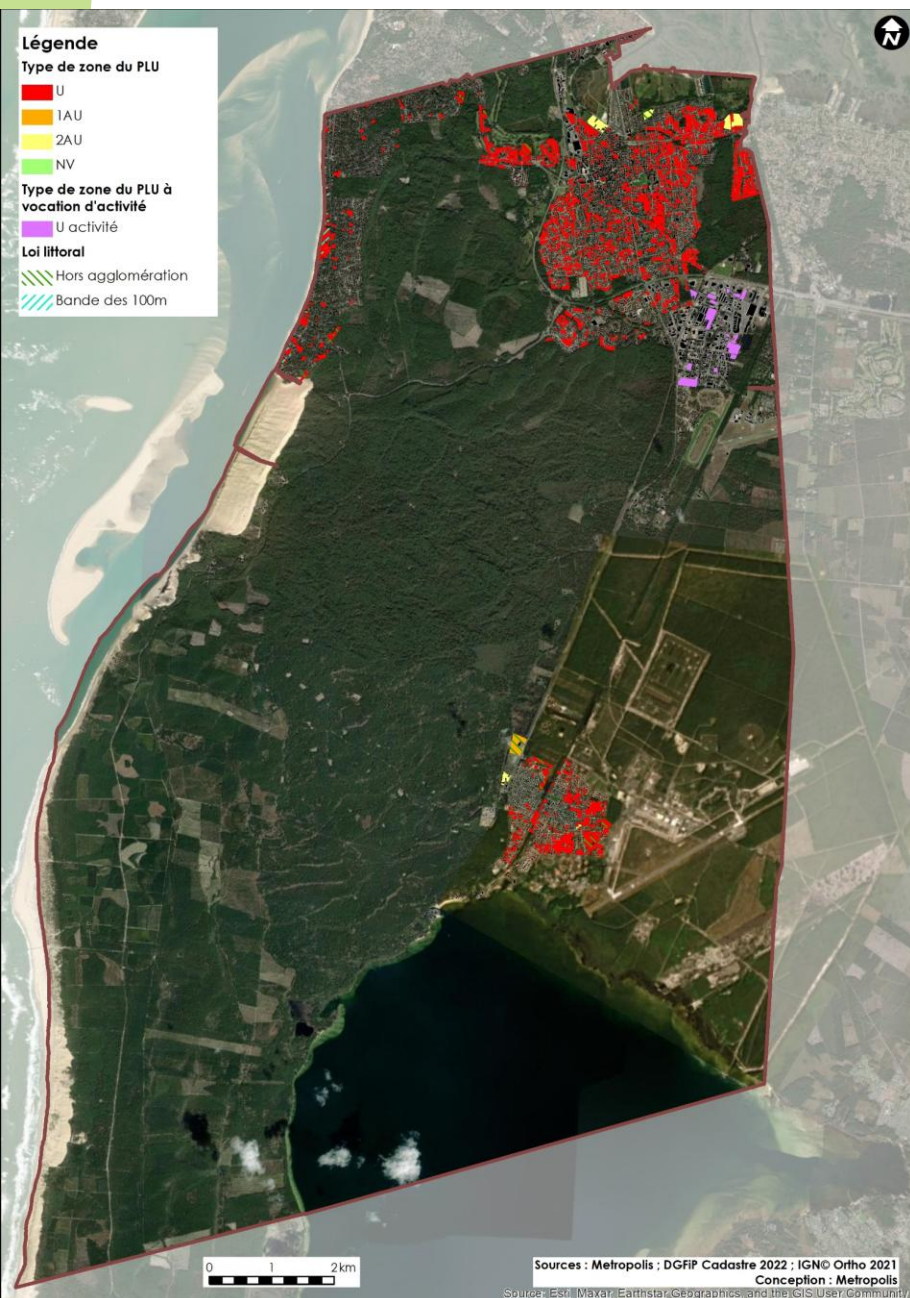 N
Légende
Type de zone du PLU
U
1AU
2AU
NV
Type de zone du PLU à
vocation d'activité
U activité
Loi littoral
Hors agglomération
Bande des 100m
0 1 2 km
Sources : Metropolis ; DGFiP Cadastre 2022 ; IGN© Ortho 2021
Conception : Metropolis
Source: Esri, Maxar, Earthstar Geographics, and the GIS User Community